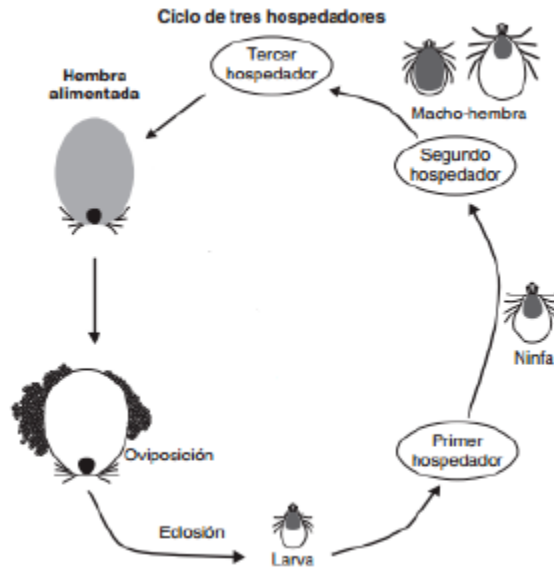 Ciclo de tres hospedadores
Tercer
hospedador
Hembra
alimentada
Macho-hembra
Segundo
hospedador
Ninfa
Primer
hospedador
Oviposición
Eclosión
Larva